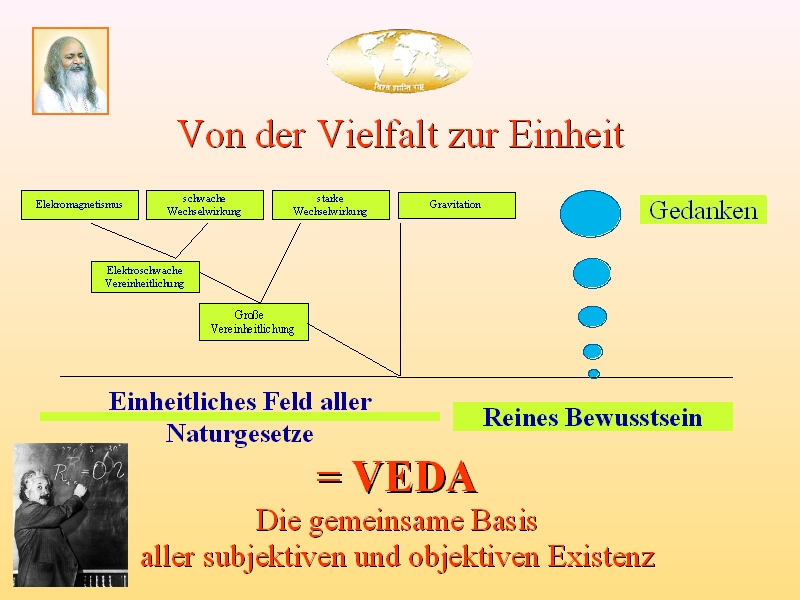 विश्व शान्ति राष्ट्र
Von der Vielfalt zur Einheit
Elekromagnetismus
schwache
Wechselwirkung
starke
Wechselwirkung
Gravitation
Gedanken
Elektroschwache
Vereinheitlichung
Große
Vereinheitlichung
Einheitliches Feld aller
Naturgesetze
Reines Bewusstsein
= VEDA
Die gemeinsame Basis
aller subjektiven und objektiven Existenz